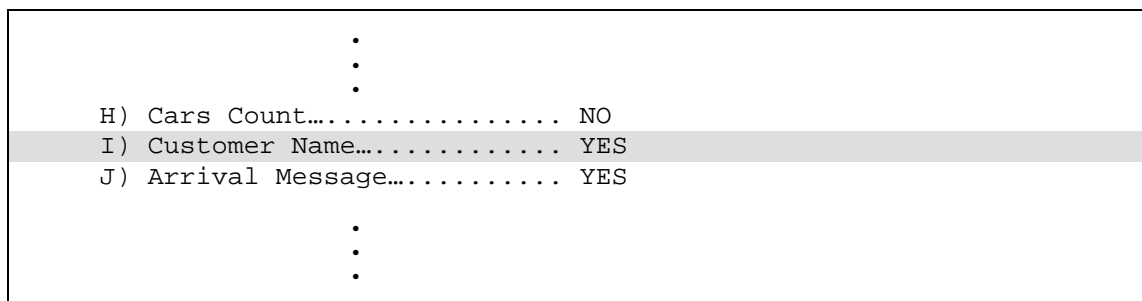 .
.
.
H) Cars Count…............... NO
I) Customer Name…............ YES
J) Arrival Message….......... YES
.
.
.